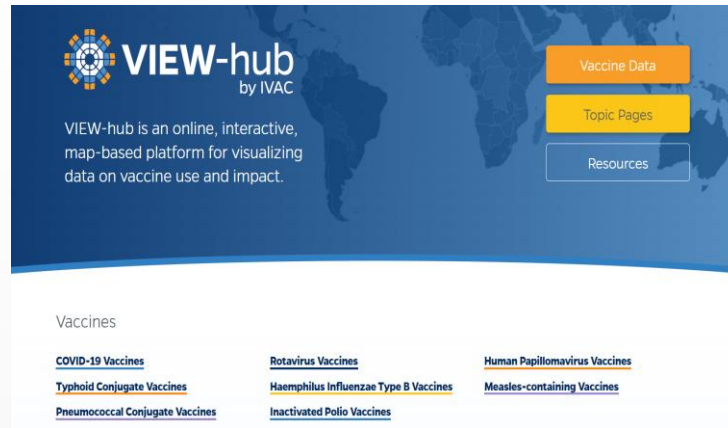 VIEW-hub
by IVAC
VIEW-hub is an online, interactive,
map-based platform for visualizing
data on vaccine use and impact.
Vaccine Data
Topic Pages
Resources
Vaccines
COVID-19 Vaccines
Rotavirus Vaccines
Human Papillomavirus Vaccines
Typhoid Conjugate Vaccines
Haemphilus Influenzae Type B Vaccines
Measles-containing Vaccines
Pneumococcal Conjugate Vaccines
Inactivated Polio Vaccines